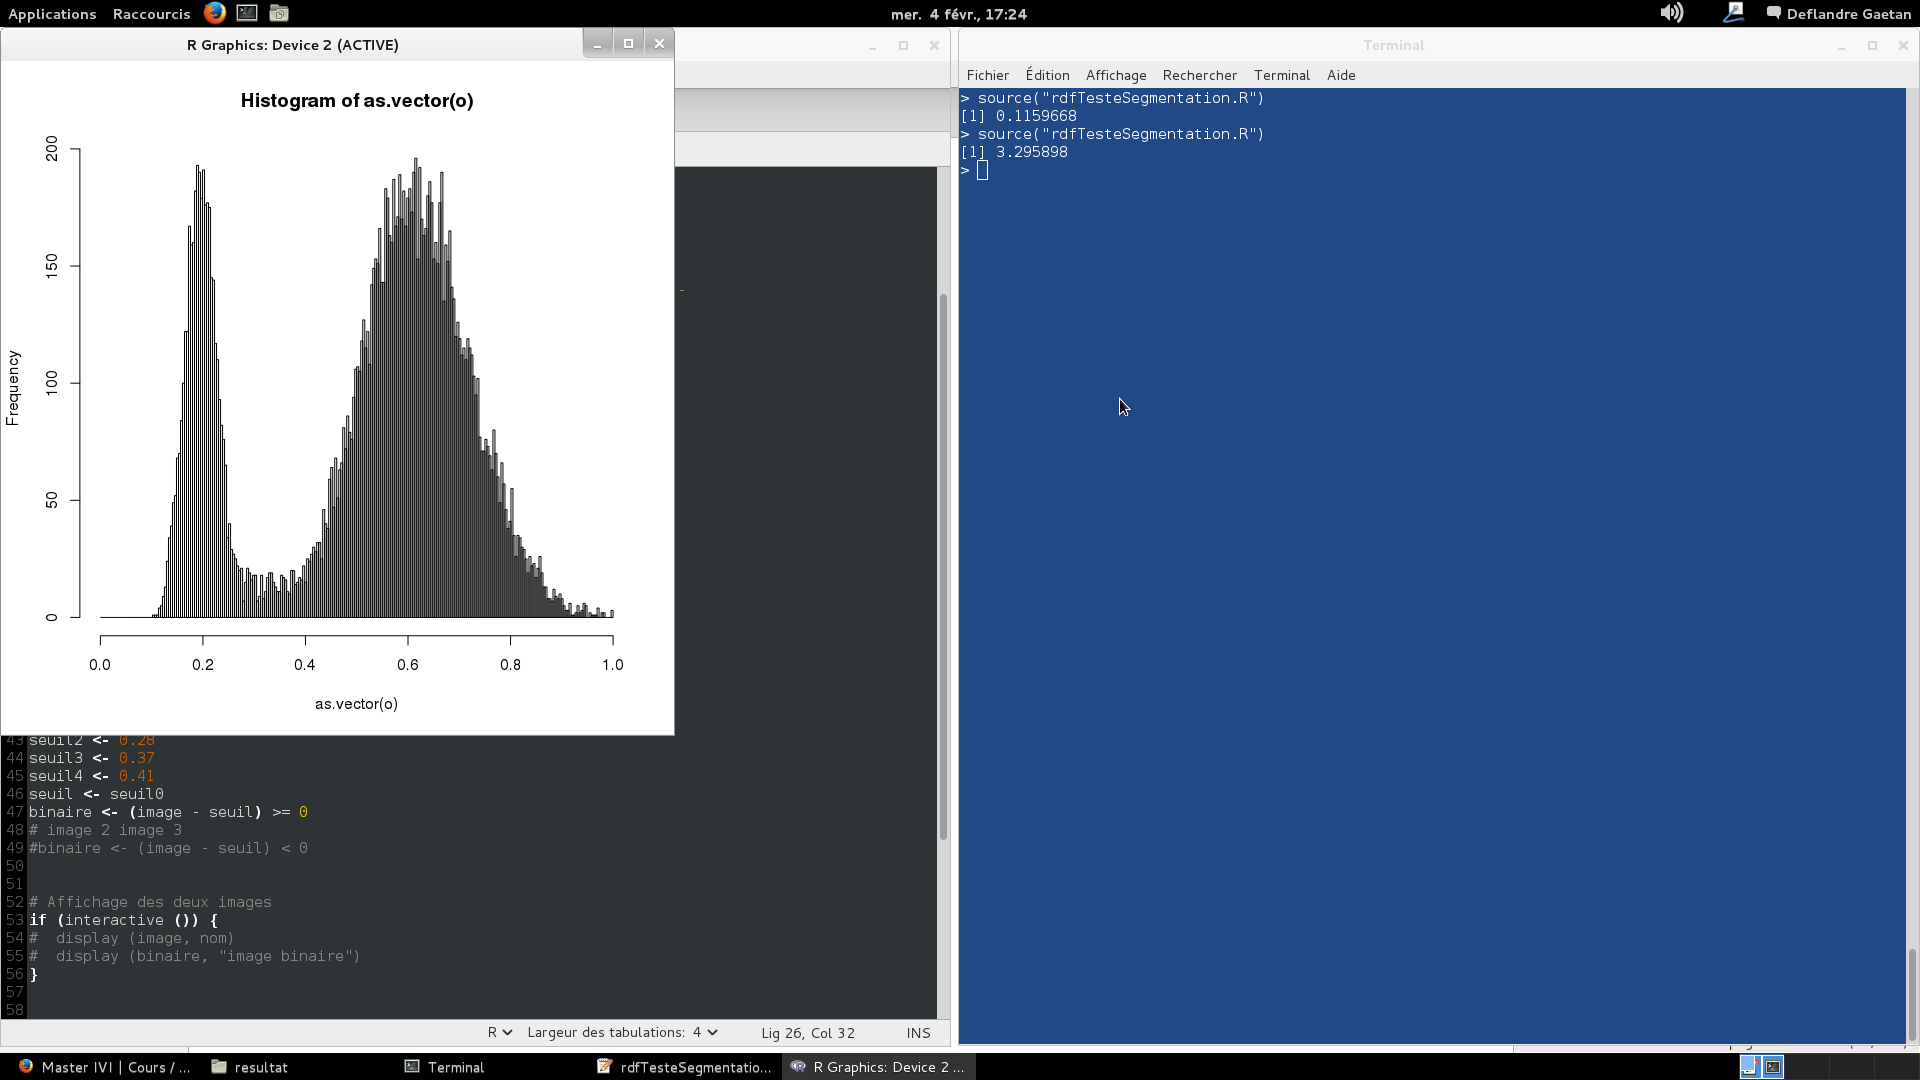 Applications Raccourcis mer. 4 févr., 17:24 Deflandre Gaetan
R Graphics: Device 2 (ACTIVE)
Histogram of as.vector(o)
200
150
100
50
0
Frequency
0.0 0.2 0.4 0.6 0.8 1.0
as.vector(o)
43 seuil2 <- 0.28
44 seuil3 <- 0.37
45 seuil4 <- 0.41
46 seuil <- seuil0
47 binaire <- (image - seuil) >= 0
48 # image 2 image 3
49 #binaire <- (image - seuil) < 0
50
51
52 # Affichage des deux images
53 if (interactive ()) {
54 #  display (image, nom)
55 #  display (binaire, "image binaire")
56 }
57
58
R Largeur des tabulations: 4 Lig 26, Col 32 INS
Terminal
Fichier Édition Affichage Rechercher Terminal Aide
> source("rdfTesteSegmentation.R")
[1] 0.1159668
> source("rdfTesteSegmentation.R")
[1] 3.295898
>
Master IVI | Cours / ... resultat Terminal rdfTesteSegmentatio... R Graphics: Device 2 ...